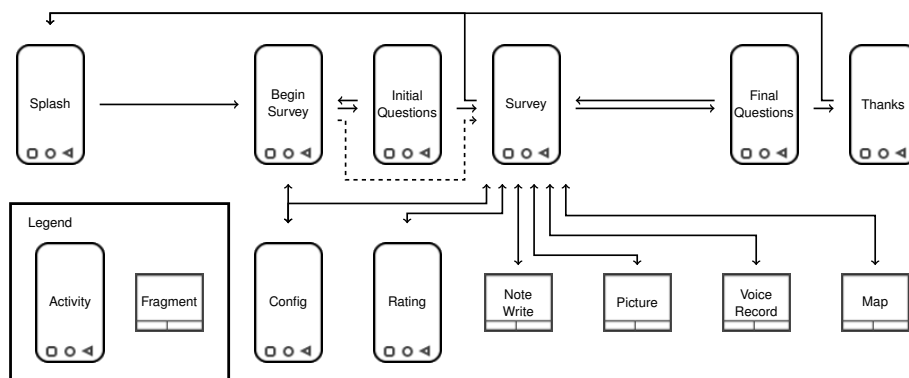 Splash
Begin
Survey
Initial
Questions
Survey
Final
Questions
Thanks
Legend
Activity
Fragment
Config
Rating
Note
Write
Picture
Voice
Record
Map